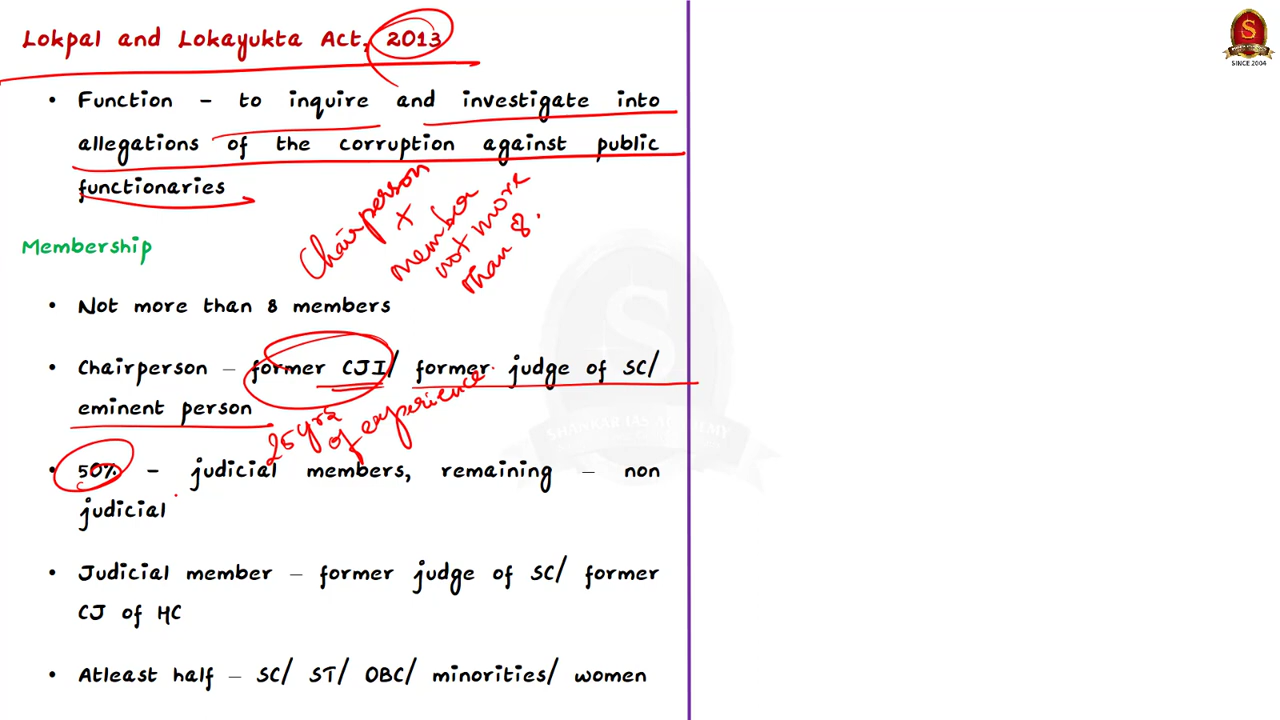 Lokpal and Lokayukta Act, 2013
• Function – to inquire and investigate into
allegations of the corruption against public
functionaries
Chairperson
+
member
not more
than 8.
Membership
• Not more than 8 members
• Chairperson – former CJI/ former judge of SC/
eminent person
25 yrs
of experience
• 50% – judicial members, remaining – non
judicial
• Judicial member – former judge of SC/ former
CJ of HC
• Atleast half – SC/ ST/ OBC/ minorities/ women
S
SHANKAR IAS ACADEMY
S
SINCE 2004